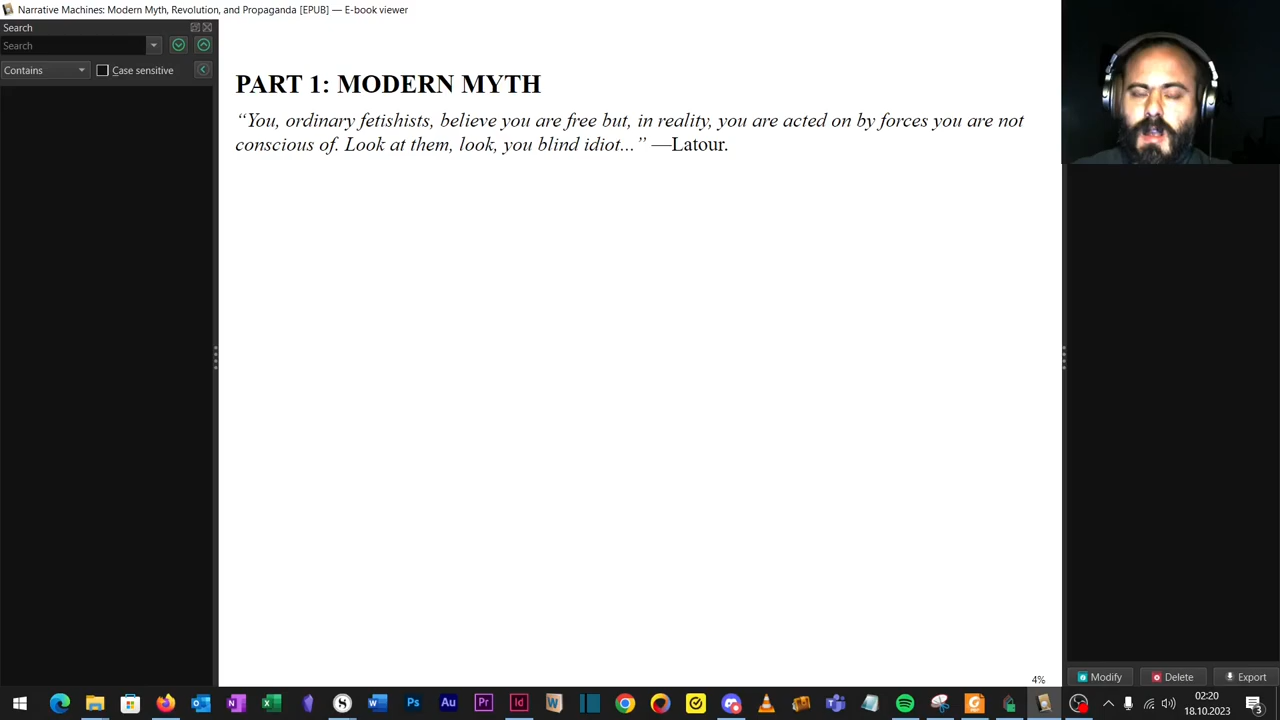 Narrative Machines: Modern Myth, Revolution, and Propaganda [EPUB] — E-book viewer
Search
Search
Contains
Case sensitive
PART 1: MODERN MYTH
“You, ordinary fetishists, believe you are free but, in reality, you are acted on by forces you are not
conscious of. Look at them, look, you blind idiot...” —Latour.
4%
Modify
Delete
Export
02:20
18.10.2023
3